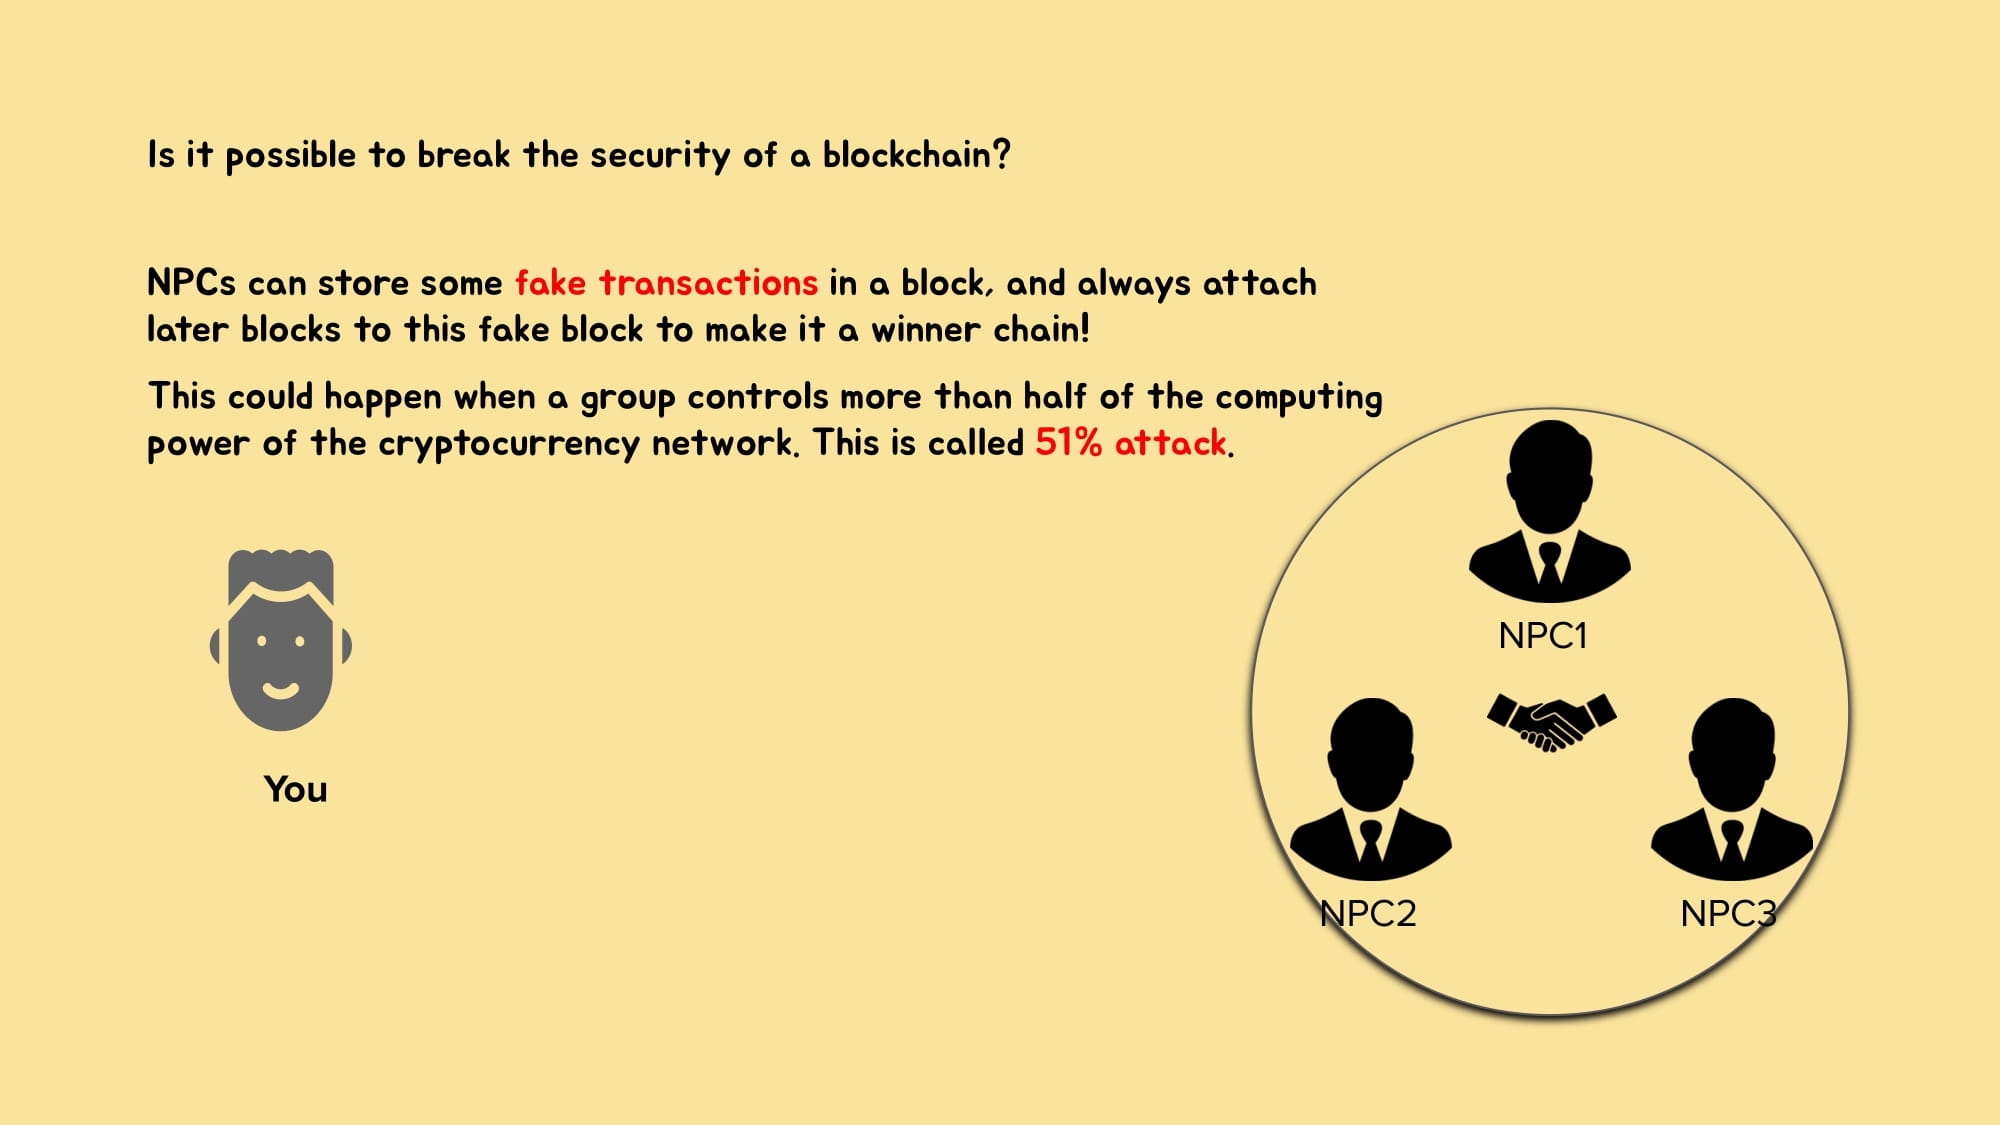 Is it possible to break the security of a blockchain?
NPCs can store some fake transactions in a block, and always attach
later blocks to this fake block to make it a winner chain!
This could happen when a group controls more than half of the computing
power of the cryptocurrency network. This is called 51% attack.
You
NPC1
NPC2
NPC3